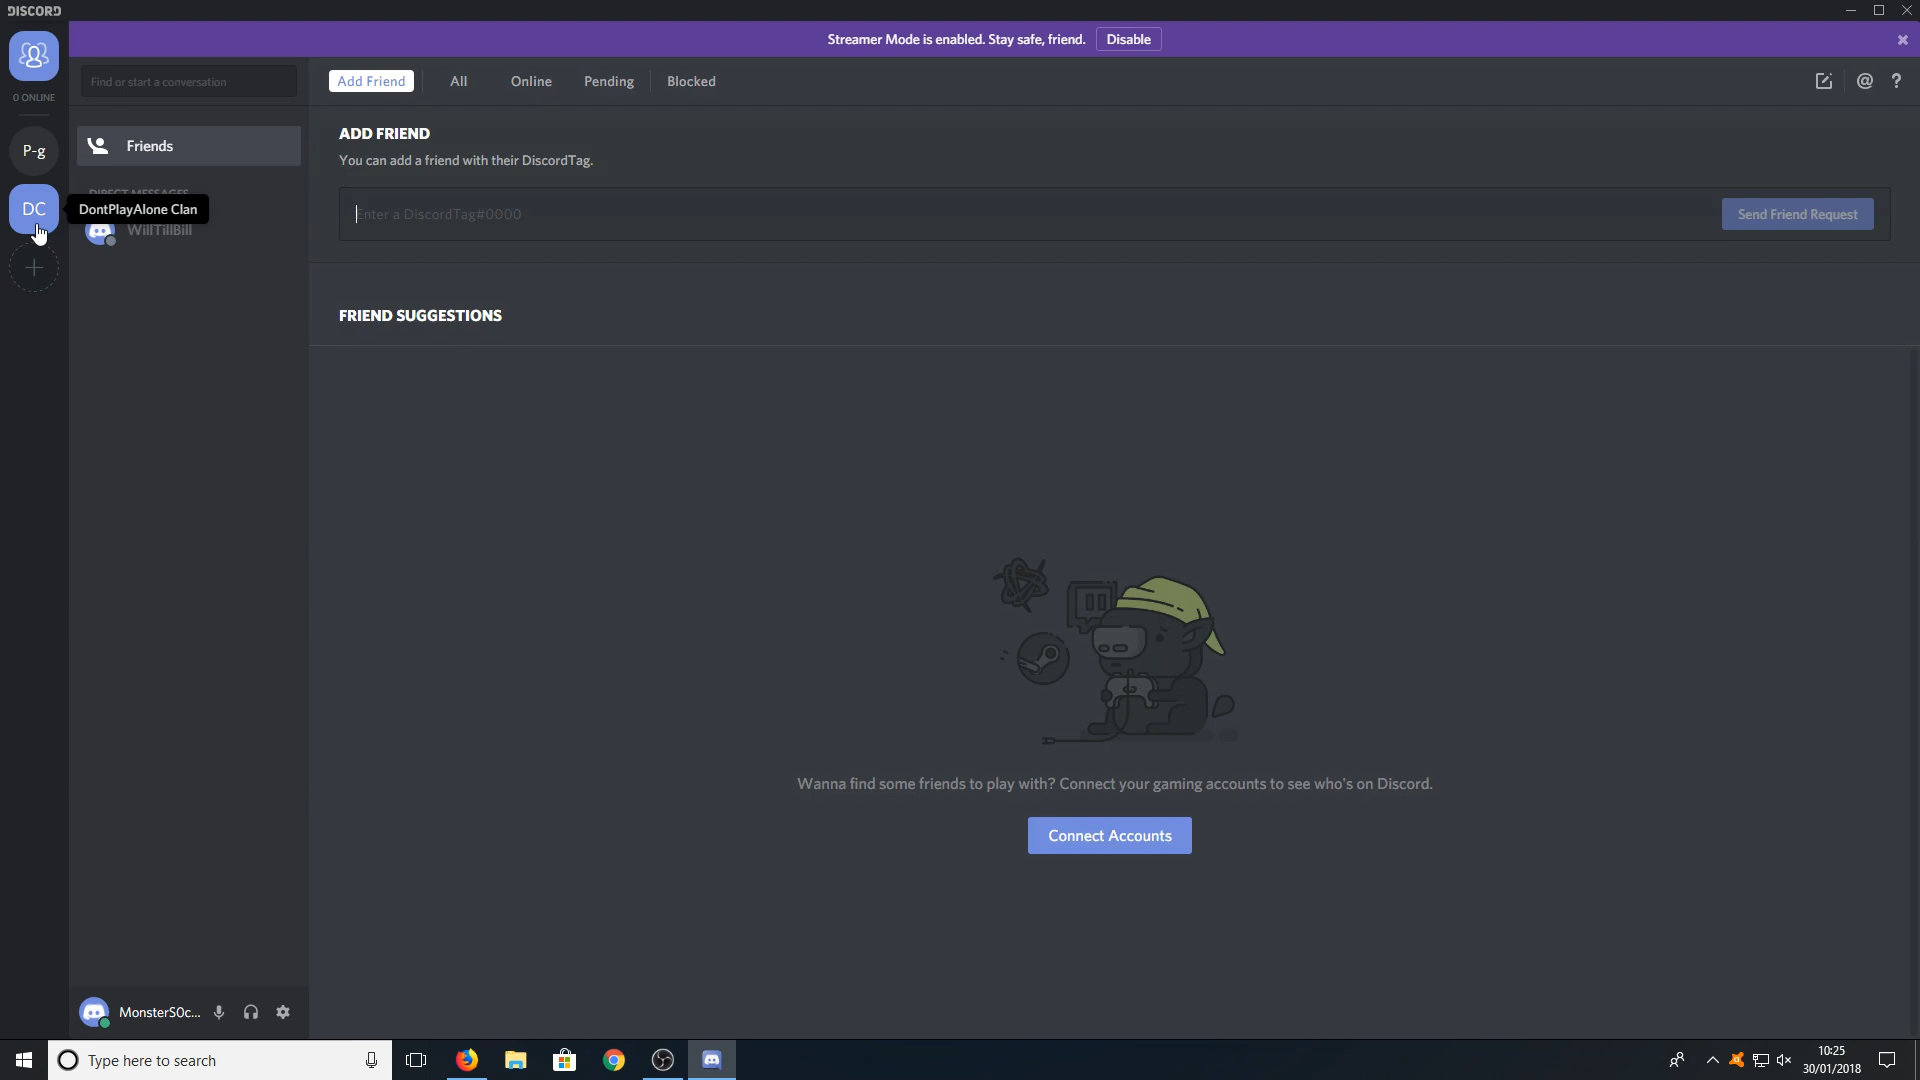 DISCORD
Streamer Mode is enabled. Stay safe, friend. Disable
Find or start a conversation
Add Friend All Online Pending Blocked
0 ONLINE
ADD FRIEND
P-g
Friends
You can add a friend with their DiscordTag.
DIRECT MESSAGES
DC
DontPlayAlone Clan
Enter a DiscordTag#0000
Send Friend Request
WillTillBill
FRIEND SUGGESTIONS
Wanna find some friends to play with? Connect your gaming accounts to see who's on Discord.
Connect Accounts
MonsterS0c...
Type here to search
10:25
30/01/2018